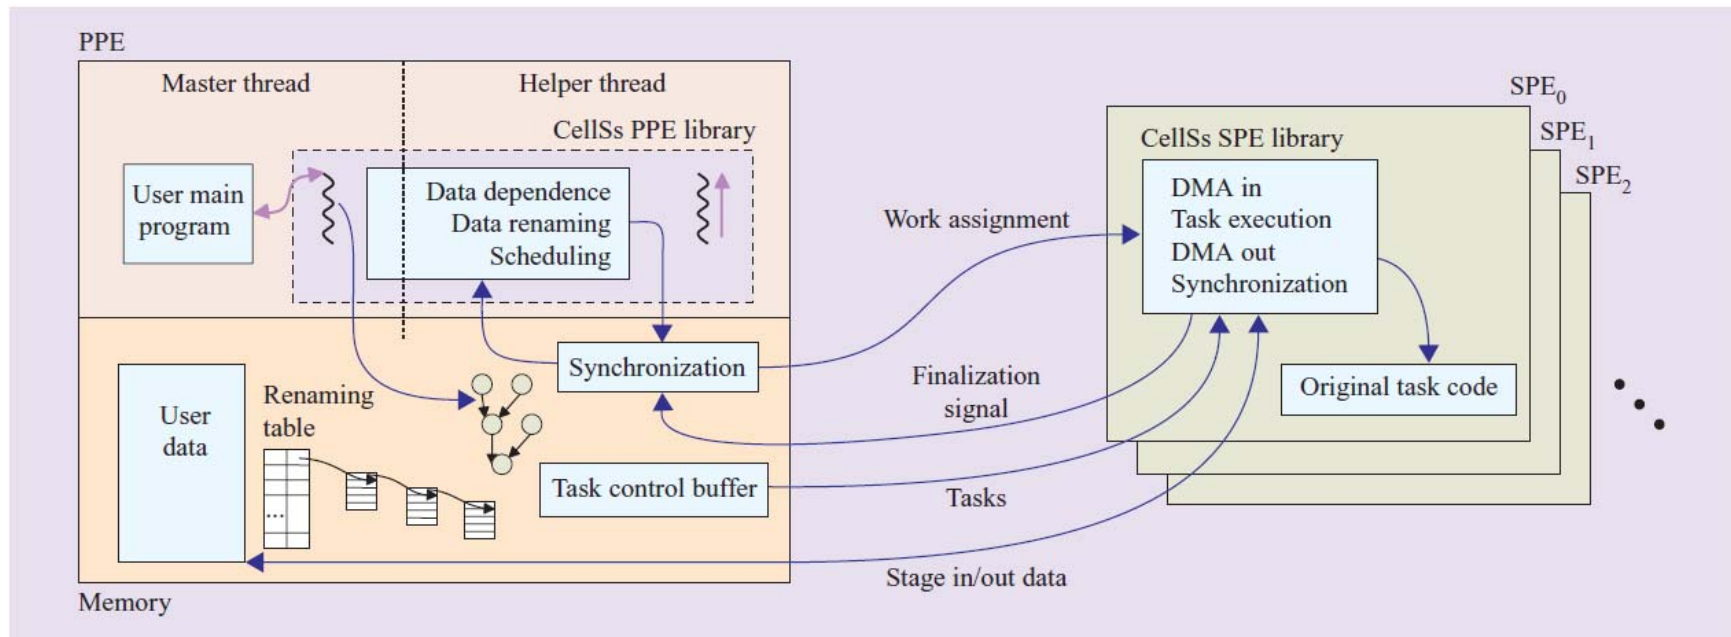 PPE
Master thread
Helper thread
CellSs PPE library
User main
program
Data dependence
Data renaming
Scheduling
Work assignment
SPE0
SPE1
SPE2
CellSs SPE library
DMA in
Task execution
DMA out
Synchronization
Original task code
Synchronization
Finalization
signal
User
data
Renaming
table
...
Task control buffer
Tasks
Stage in/out data
Memory